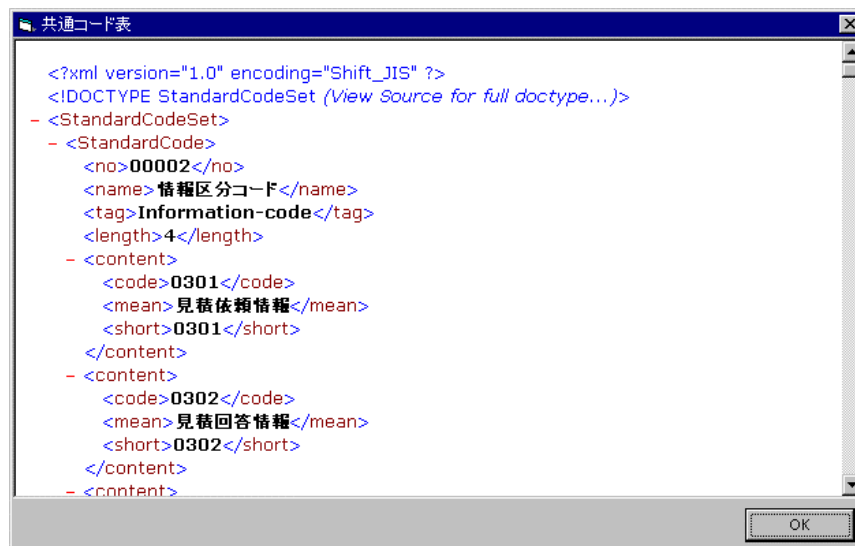 共通コード表
<?xml version="1.0" encoding="Shift_JIS" ?>
<!DOCTYPE StandardCodeSet (View Source for full doctype...)>
- <StandardCodeSet>
- <StandardCode>
<no>00002</no>
<name>情報区分コード</name>
<tag>Information-code</tag>
<length>4</length>
- <content>
<code>0301</code>
<mean>見積依頼情報</mean>
<short>0301</short>
</content>
- <content>
<code>0302</code>
<mean>見積回答情報</mean>
<short>0302</short>
</content>
- <content>
OK